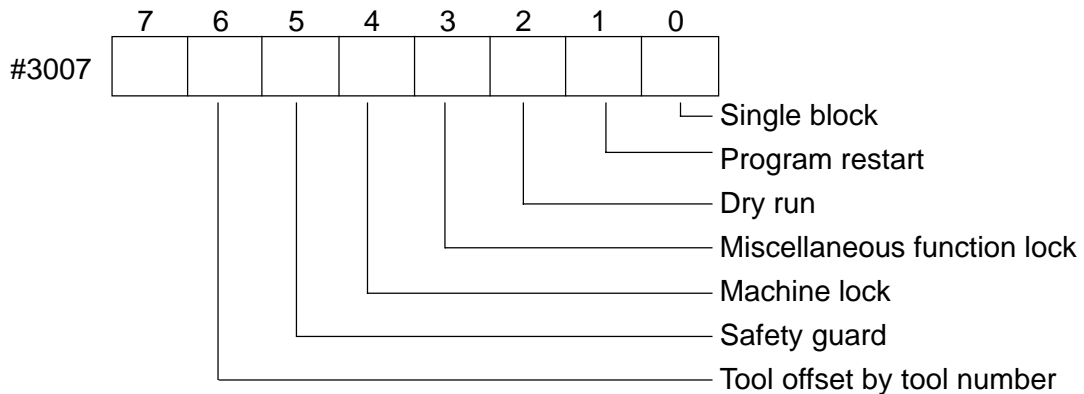 7 6 5 4 3 2 1 0
#3007
Single block
Program restart
Dry run
Miscellaneous function lock
Machine lock
Safety guard
Tool offset by tool number